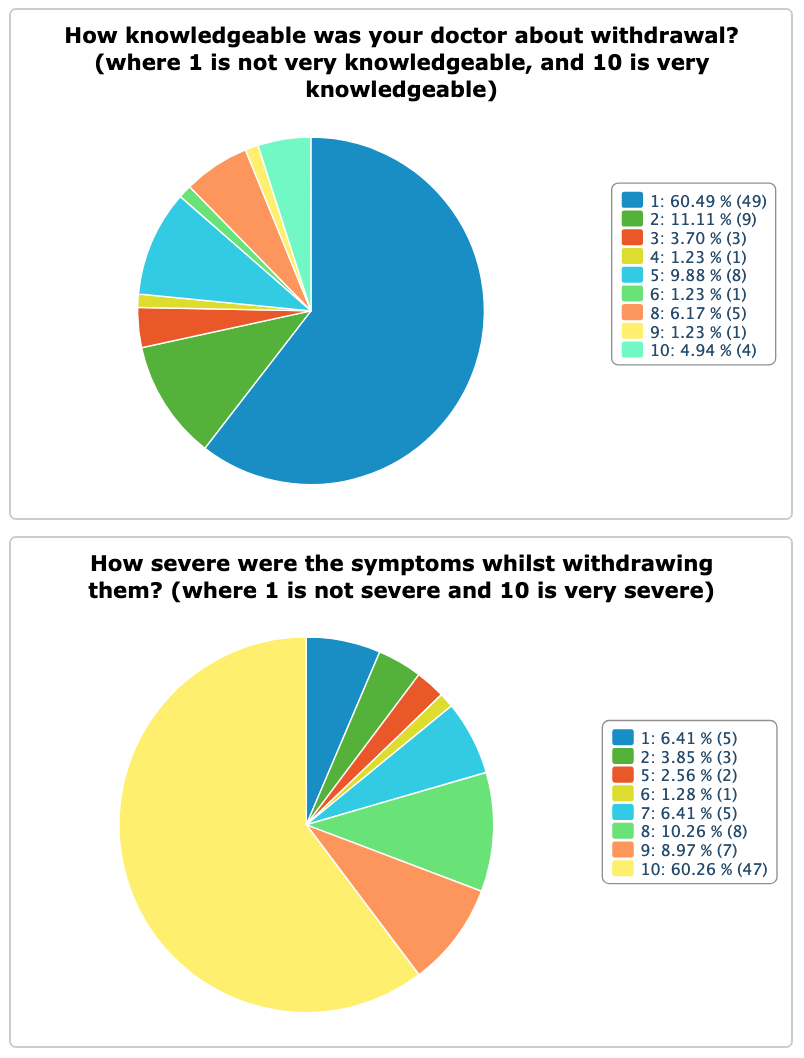 How knowledgeable was your doctor about withdrawal?
(where 1 is not very knowledgeable, and 10 is very
knowledgeable)
1: 60.49 % (49)
2: 11.11 % (9)
3: 3.70 % (3)
4: 1.23 % (1)
5: 9.88 % (8)
6: 1.23 % (1)
8: 6.17 % (5)
9: 1.23 % (1)
10: 4.94 % (4)
How severe were the symptoms whilst withdrawing
them? (where 1 is not severe and 10 is very severe)
1: 6.41 % (5)
2: 3.85 % (3)
5: 2.56 % (2)
6: 1.28 % (1)
7: 6.41 % (5)
8: 10.26 % (8)
9: 8.97 % (7)
10: 60.26 % (47)